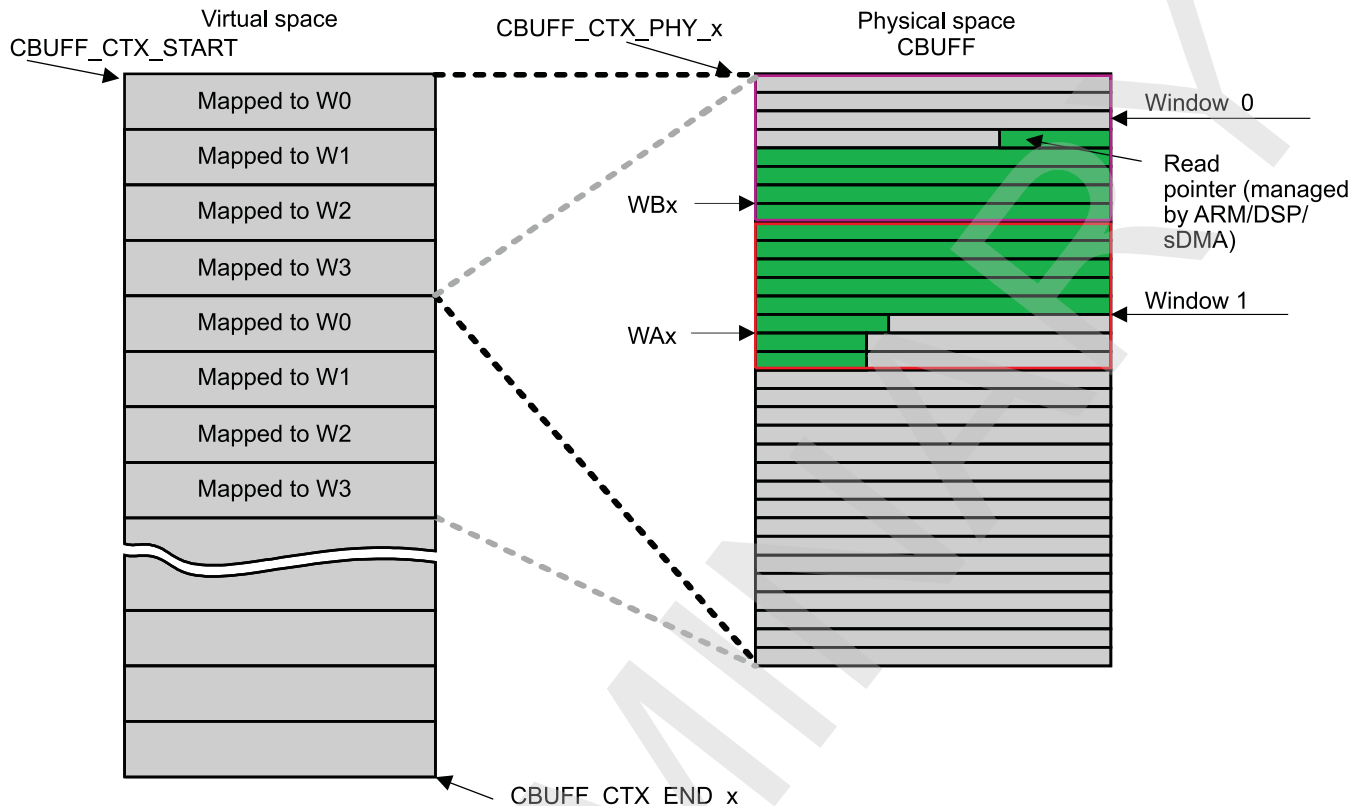 Virtual space
CBUFF_CTX_START
CBUFF_CTX_PHY_x
Physical space
CBUFF
Mapped to W0
Mapped to W1
Mapped to W2
Mapped to W3
Mapped to W0
Mapped to W1
Mapped to W2
Mapped to W3
WBx
WAx
Window 0
Read
pointer (managed
by ARM/DSP/
sDMA)
Window 1
CBUFF_CTX_END_x